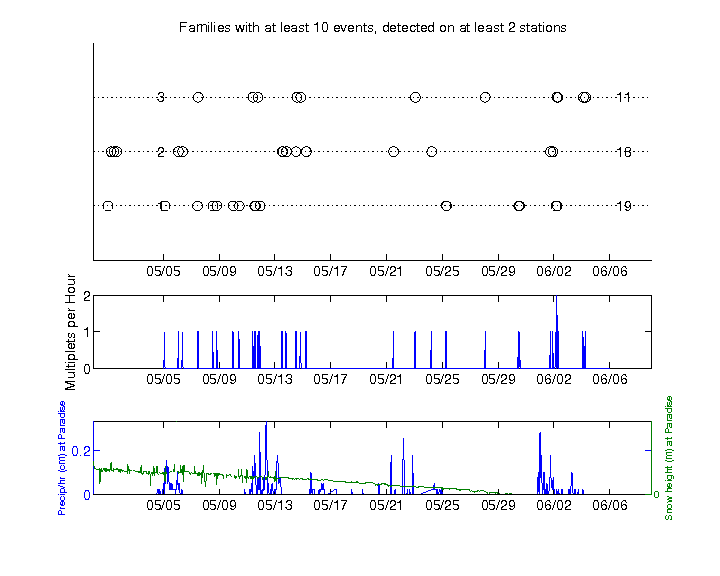 Families with at least 10 events, detected on at least 2 stations
3 11
2 18
1 19
05/05 05/09 05/13 05/17 05/21 05/25 05/29 06/02 06/06
Multiplets per Hour
2
1
0
05/05 05/09 05/13 05/17 05/21 05/25 05/29 06/02 06/06
Precip/hr (cm) at Paradise
0.2
0
Snow height (m) at Paradise
0
05/05 05/09 05/13 05/17 05/21 05/25 05/29 06/02 06/06